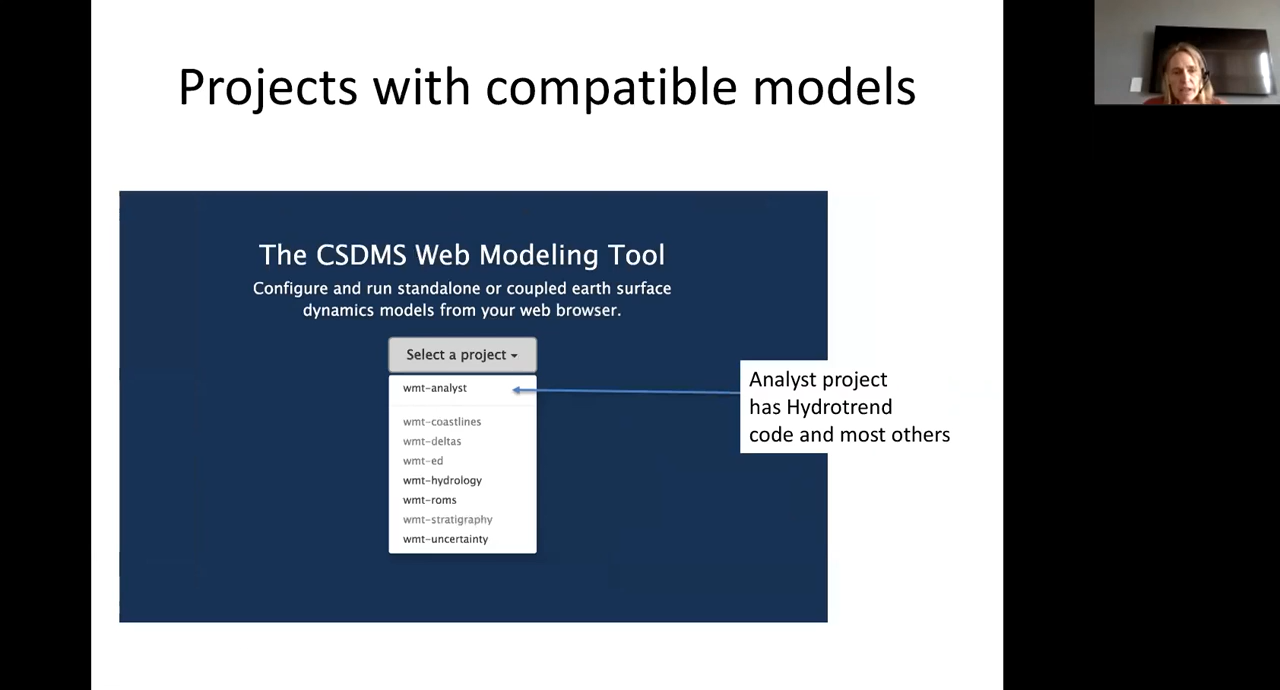 Projects with compatible models
The CSDMS Web Modeling Tool
Configure and run standalone or coupled earth surface
dynamics models from your web browser.
Select a project
wmt-analyst
wmt-coastlines
wmt-deltas
wmt-ed
wmt-hydrology
wmt-roms
wmt-stratigraphy
wmt-uncertainty
Analyst project
has Hydrotrend
code and most others